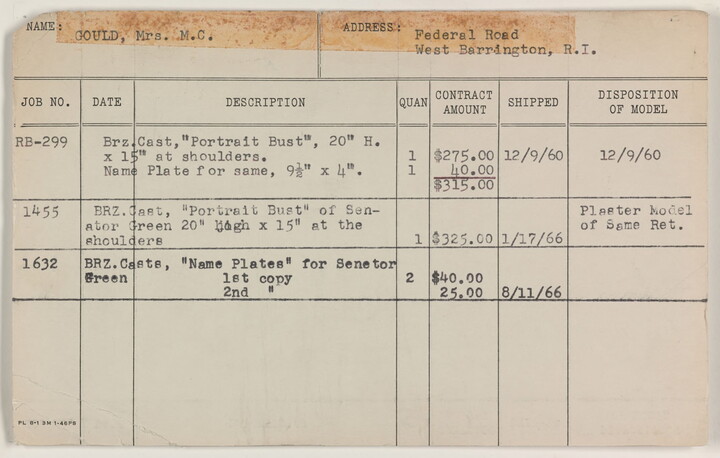 NAME: GOULD, Mrs. M.C.
ADDRESS: Federal Road
West Barrington, R.I.
JOB NO. DATE DESCRIPTION QUAN CONTRACT AMOUNT SHIPPED DISPOSITION OF MODEL
RB-299 Brz.Cast,"Portrait Bust", 20" H.
x 15" at shoulders. 1 $275.00 12/9/60 12/9/60
Name Plate for same, 9½" x 4". 1 40.00
$315.00
1455 BRZ.Cast, "Portrait Bust" of Sen- Plaster Model
ator Green 20" high x 15" at the of Same Ret.
shoulders 1 $325.00 1/17/66
1632 BRZ.Casts, "Name Plates" for Senetor
Green 1st copy 2 $40.00
2nd " 25.00 8/11/66